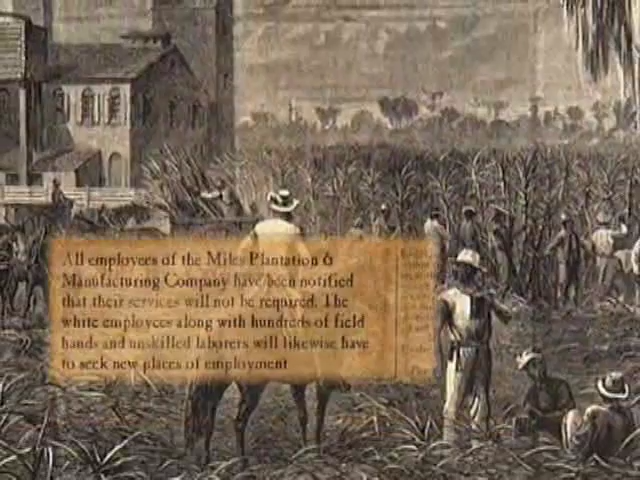 All employees of the Miles Plantation &
Manufacturing Company have been notified
that their services will not be required. The
white employees along with hundreds of field
hands and unskilled laborers will likewise have
to seek new places of employment